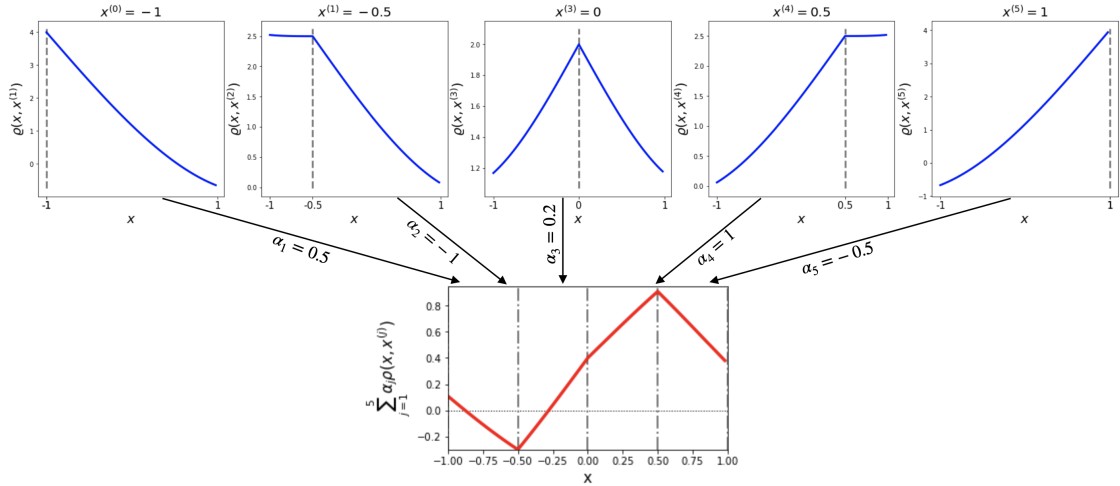 x^{(0)} = −1
x^{(1)} = −0.5
x^{(3)} = 0
x^{(4)} = 0.5
x^{(5)} = 1
ϱ(x, x^{(1)})
4
3
2
1
0
-1
1
x
ϱ(x, x^{(2)})
2.5
2.0
1.5
1.0
0.5
0.0
-1
-0.5
1
x
ϱ(x, x^{(3)})
2.0
1.8
1.6
1.4
1.2
-1
0
1
x
ϱ(x, x^{(4)})
2.5
2.0
1.5
1.0
0.5
0.0
-1
0.5
1
x
ϱ(x, x^{(5)})
4
3
2
1
0
−1
-1
1
x
α₁ = 0.5
α₂ = −1
α₃ = 0.2
α₄ = 1
α₅ = − 0.5
∑_{j=1}^{5} α_j ρ(x, x^{(j)})
0.8
0.6
0.4
0.2
0.0
−0.2
−1.00 −0.75 −0.50 −0.25 0.00 0.25 0.50 0.75 1.00
x